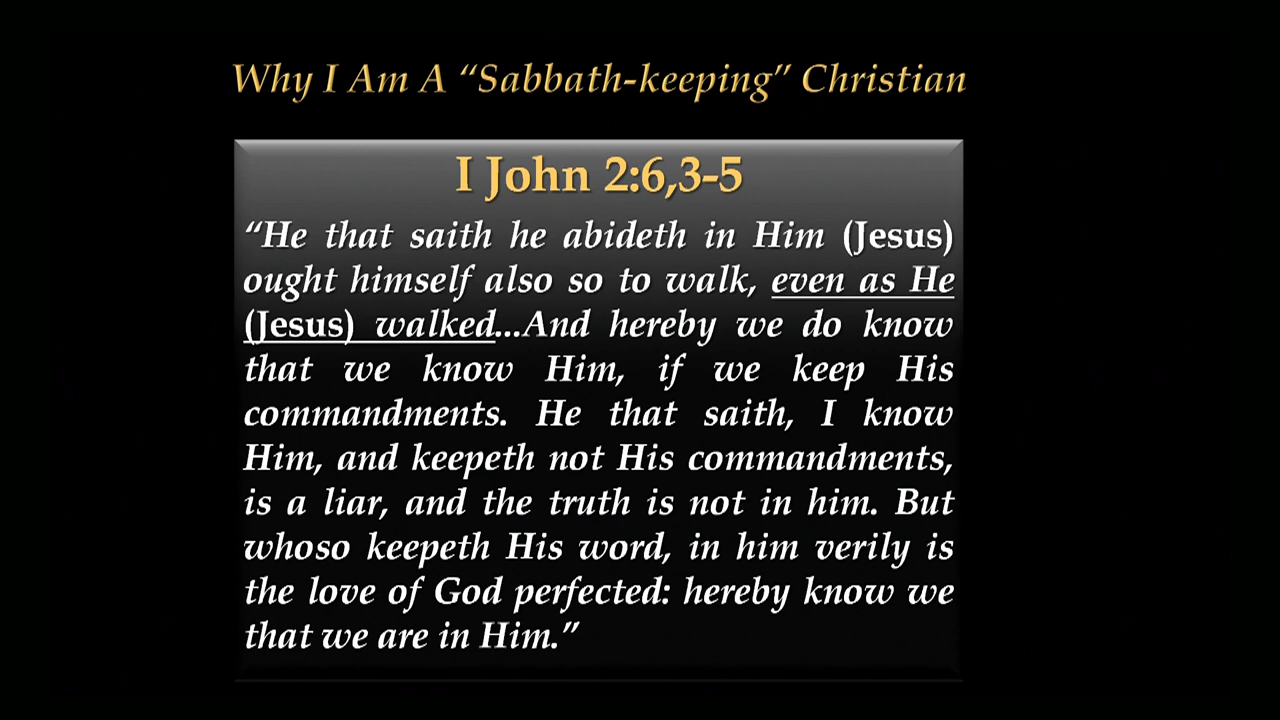 Why I Am A “Sabbath-keeping” Christian
I John 2:6,3-5
“He that saith he abideth in Him (Jesus)
ought himself also so to walk, even as He
(Jesus) walked...And hereby we do know
that we know Him, if we keep His
commandments. He that saith, I know
Him, and keepeth not His commandments,
is a liar, and the truth is not in him. But
whoso keepeth His word, in him verily is
the love of God perfected: hereby know we
that we are in Him.”